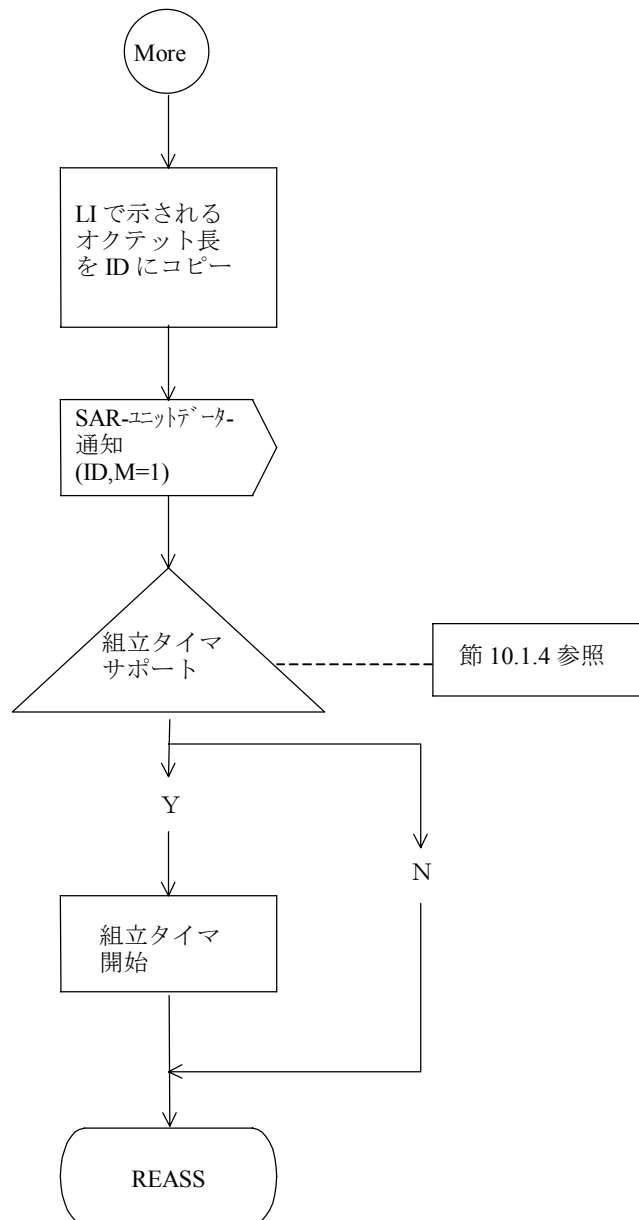 More
LI で示される
オクテット長
を ID にコピー
SAR-ﾕﾆｯﾄﾃﾞｰﾀ-
通知
(ID,M=1)
組立タイマ
サポート
節 10.1.4 参照
Y
N
組立タイマ
開始
REASS